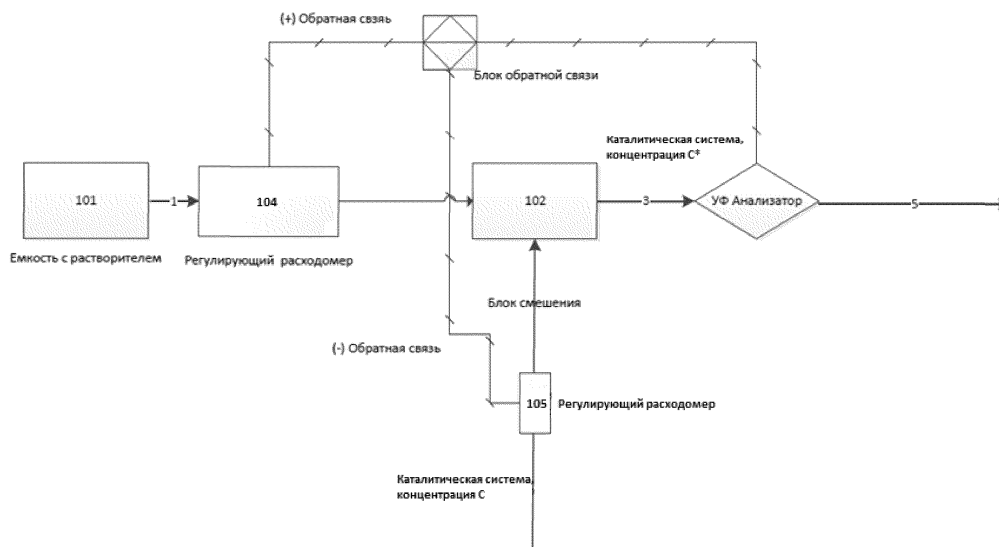 (+) Обратная свзяь
Блок обратной связи
Каталитическая система,
концентрация С*
101
1
104
102
3
УФ Анализатор
5
Емкость с растворителем
Регулирующий расходомер
Блок смешения
(-) Обратная связь
105
Регулирующий расходомер
Каталитическая система,
концентрация С